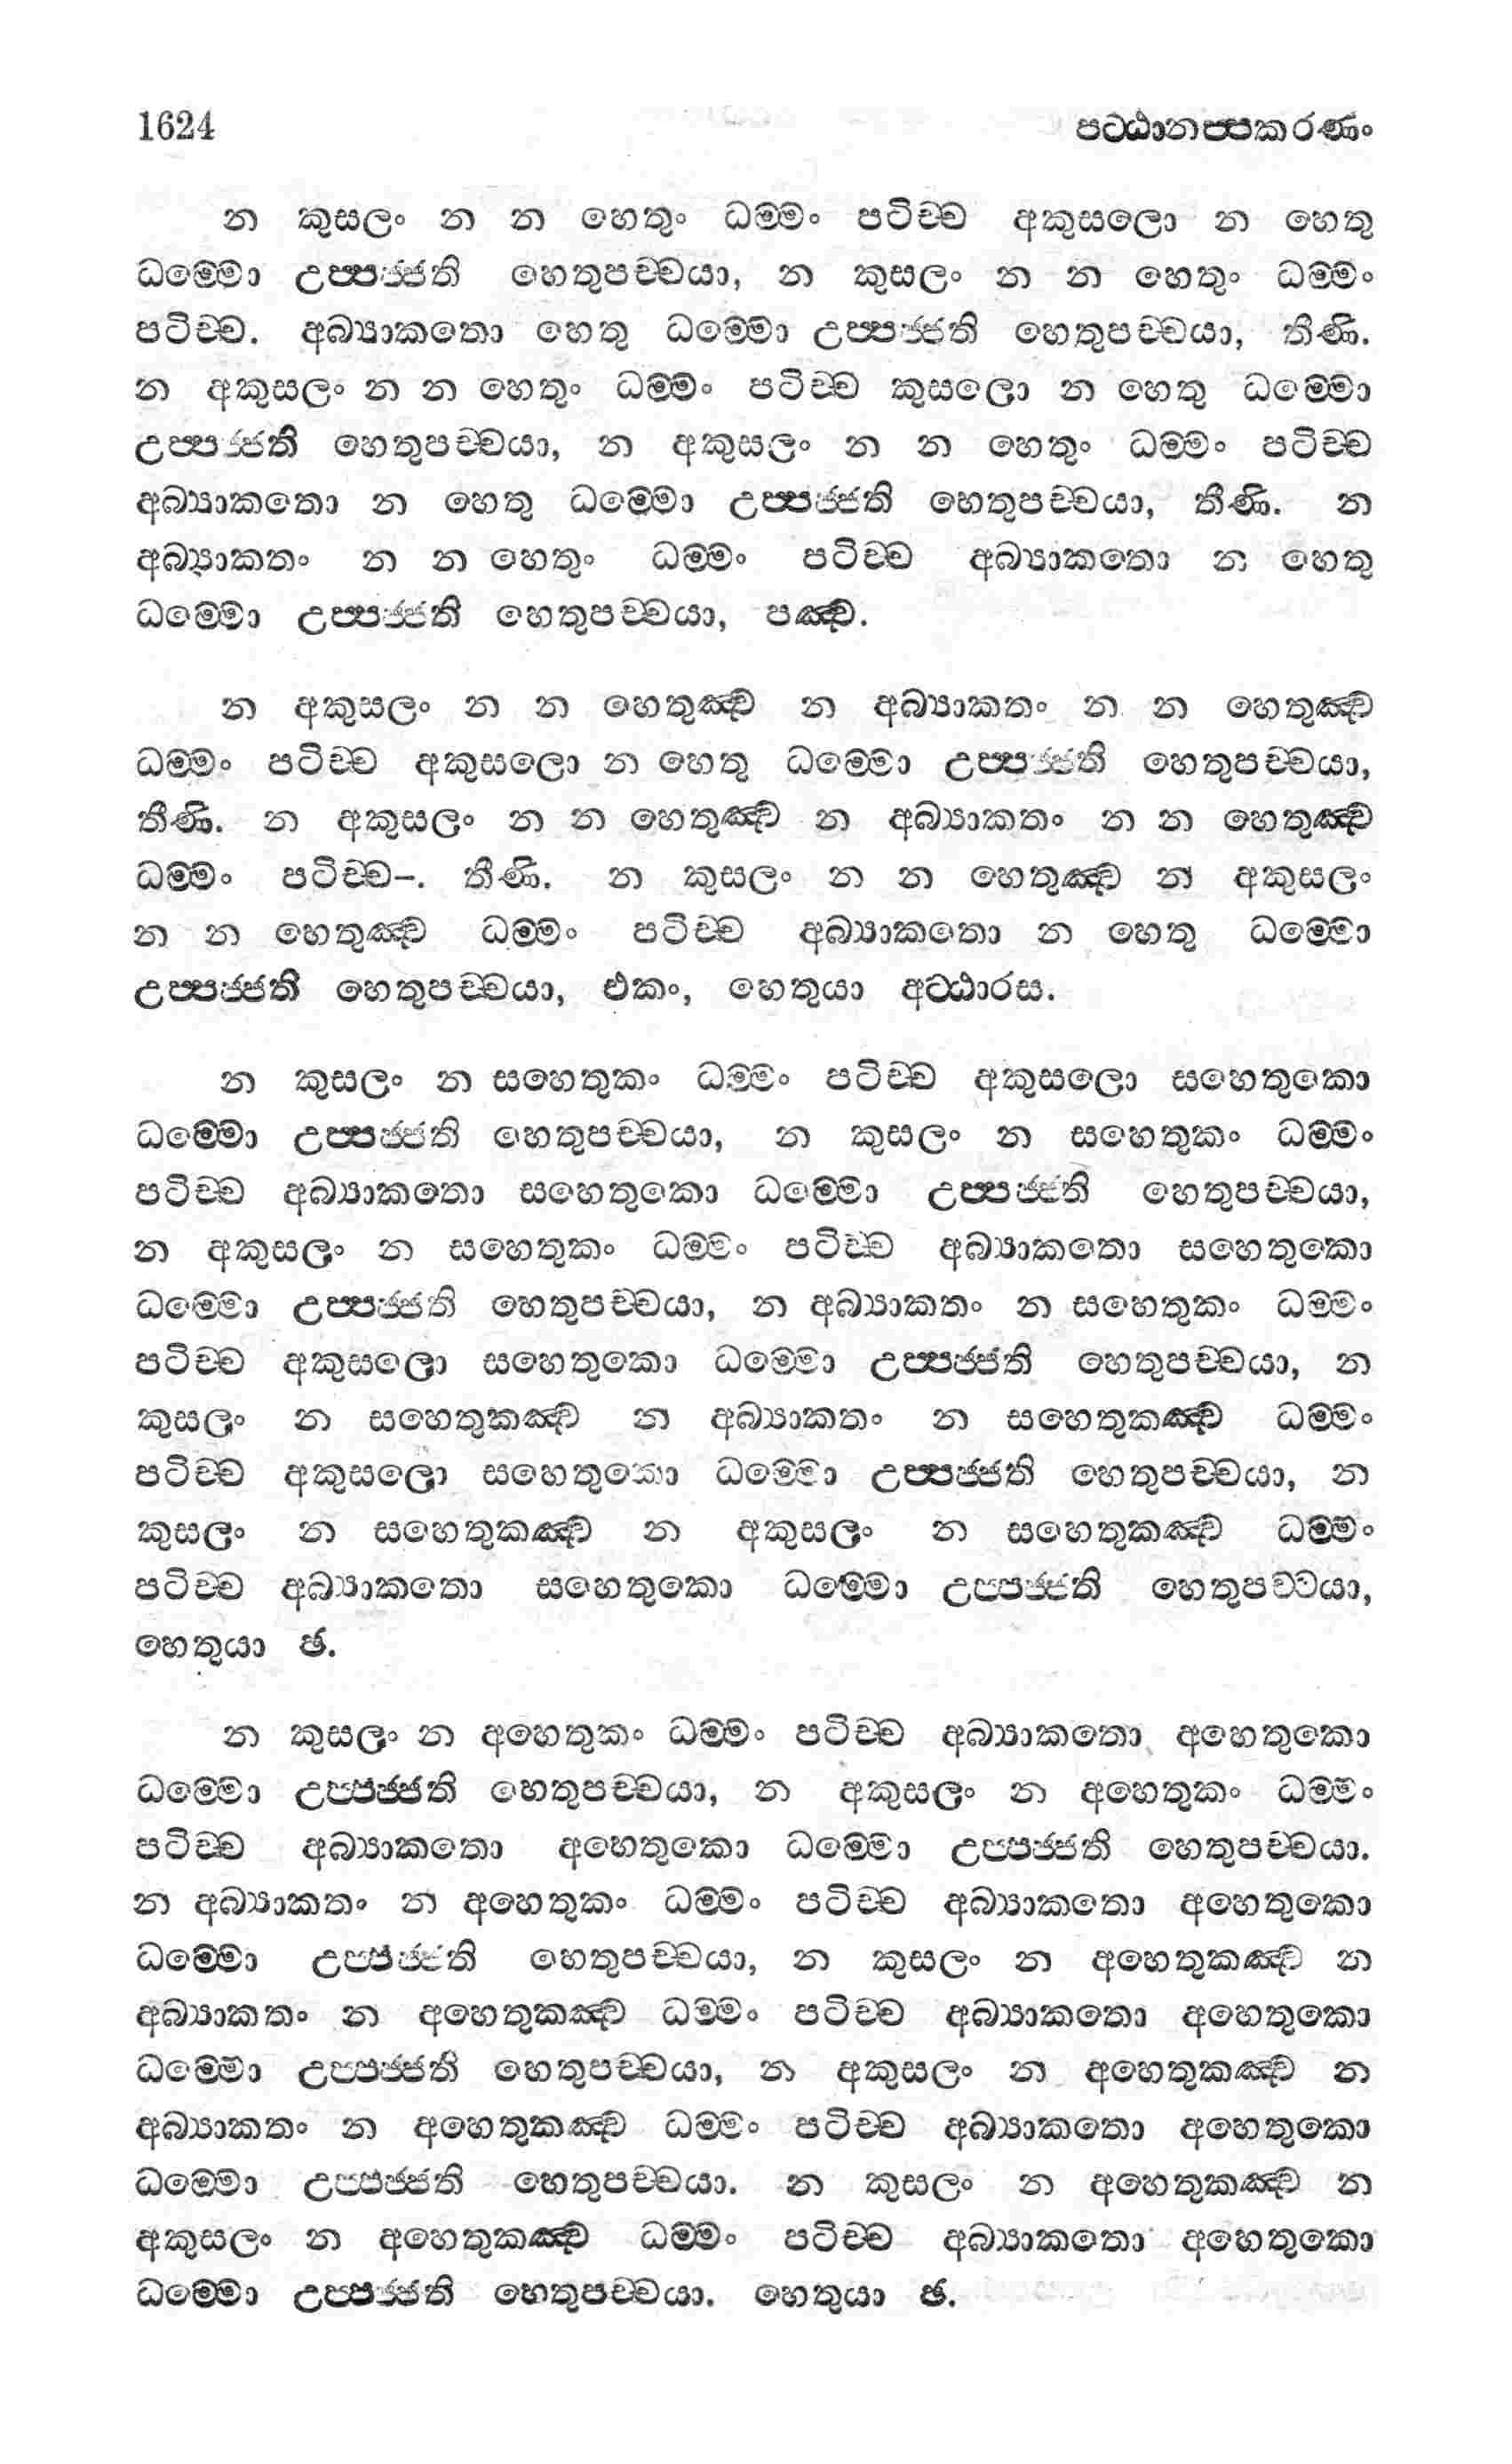 1624 පට්ඨානප්පකරණං
න කුසලං න න හෙතුං ධම්මං පටිච්ච අකුසලො න හෙතු
ධම්මො උප්පජ්ජති හෙතුපච්චයා, න කුසලං න න හෙතුං ධම්මං
පටිච්ච. අබ්‍යාකතො හෙතු ධම්මො උප්පජ්ජති හෙතුපච්චයා, තීණි.
න අකුසලං න න හෙතුං ධම්මං පටිච්ච කුසලො න හෙතු ධම්මො
උප්පජ්ජති හෙතුපච්චයා, න අකුසලං න න හෙතුං ධම්මං පටිච්ච
අබ්‍යාකතො න හෙතු ධම්මො උප්පජ්ජති හෙතුපච්චයා, තීණි. න
අබ්‍යාකතං න න හෙතුං ධම්මං පටිච්ච අබ්‍යාකතො න හෙතු
ධම්මො උප්පජ්ජති හෙතුපච්චයා, පඤ්ච.
න අකුසලං න න හෙතුඤ්ච න අබ්‍යාකතං න න හෙතුඤ්ච
ධම්මං පටිච්ච අකුසලො න හෙතු ධම්මො උප්පජ්ජති හෙතුපච්චයා,
තීණි. න අකුසලං න න හෙතුඤ්ච න අබ්‍යාකතං න න හෙතුඤ්ච
ධම්මං පටිච්ච–. තීණි. න කුසලං න න හෙතුඤ්ච න අකුසලං
න න හෙතුඤ්ච ධම්මං පටිච්ච අබ්‍යාකතො න හෙතු ධම්මො
උප්පජ්ජති හෙතුපච්චයා, එකං, හෙතුයා අට්ඨාරස.
න කුසලං න සහෙතුකං ධම්මං පටිච්ච අකුසලො සහෙතුකො
ධම්මො උප්පජ්ජති හෙතුපච්චයා, න කුසලං න සහෙතුකං ධම්මං
පටිච්ච අබ්‍යාකතො සහෙතුකො ධම්මො උප්පජ්ජති හෙතුපච්චයා,
න අකුසලං න සහෙතුකං ධම්මං පටිච්ච අබ්‍යාකතො සහෙතුකො
ධම්මො උප්පජ්ජති හෙතුපච්චයා, න අබ්‍යාකතං න සහෙතුකං ධම්මං
පටිච්ච අකුසලො සහෙතුකො ධම්මො උප්පජ්ජති හෙතුපච්චයා, න
කුසලං න සහෙතුකඤ්ච න අබ්‍යාකතං න සහෙතුකඤ්ච ධම්මං
පටිච්ච අකුසලො සහෙතුකො ධම්මො උප්පජ්ජති හෙතුපච්චයා, න
කුසලං න සහෙතුකඤ්ච න අකුසලං න සහෙතුකඤ්ච ධම්මං
පටිච්ච අබ්‍යාකතො සහෙතුකො ධම්මො උප්පජ්ජති හෙතුපච්චයා,
හෙතුයා ඡ.
න කුසලං න අහෙතුකං ධම්මං පටිච්ච අබ්‍යාකතො අහෙතුකො
ධම්මො උප්පජ්ජති හෙතුපච්චයා, න අකුසලං න අහෙතුකං ධම්මං
පටිච්ච අබ්‍යාකතො අහෙතුකො ධම්මො උප්පජ්ජති හෙතුපච්චයා.
න අබ්‍යාකතං න අහෙතුකං ධම්මං පටිච්ච අබ්‍යාකතො අහෙතුකො
ධම්මො උප්පජ්ජති හෙතුපච්චයා, න කුසලං න අහෙතුකඤ්ච න
අබ්‍යාකතං න අහෙතුකඤ්ච ධම්මං පටිච්ච අබ්‍යාකතො අහෙතුකො
ධම්මො උප්පජ්ජති හෙතුපච්චයා, න අකුසලං න අහෙතුකඤ්ච න
අබ්‍යාකතං න අහෙතුකඤ්ච ධම්මං පටිච්ච අබ්‍යාකතො අහෙතුකො
ධම්මො උප්පජ්ජති හෙතුපච්චයා. න කුසලං න අහෙතුකඤ්ච න
අකුසලං න අහෙතුකඤ්ච ධම්මං පටිච්ච අබ්‍යාකතො අහෙතුකො
ධම්මො උප්පජ්ජති හෙතුපච්චයා. හෙතුයා ඡ.